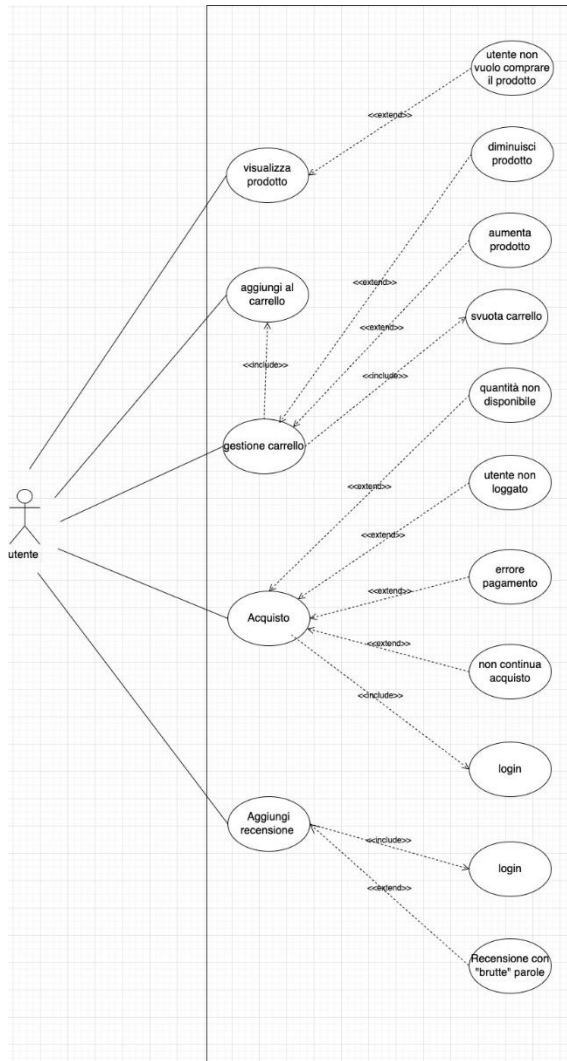 utente non
vuolo comprare
il prodotto
<<extend>>
diminuisci
prodotto
visualizza
prodotto
aumenta
prodotto
aggiungi al
carrello
<<extend>>
svuota carrello
<<extend>>
<<include>>
<<include>>
quantità non
disponibile
gestione carrello
utente non
loggato
<<extend>>
<<extend>>
utente
errore
pagamento
<<extend>>
Acquisto
<<extend>>
non continua
acquisto
<<include>>
login
Aggiungi
recensione
<<include>>
login
<<extend>>
Recensione con
"brutte" parole